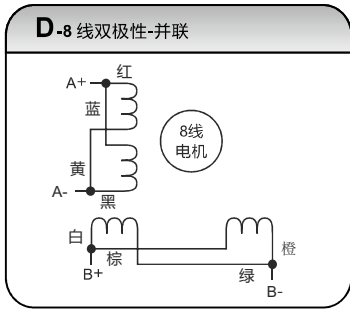 D-8 线双极性-并联
A+
红
蓝
8线
电机
黄
A-
黑
白
棕
橙
B+
绿
B-